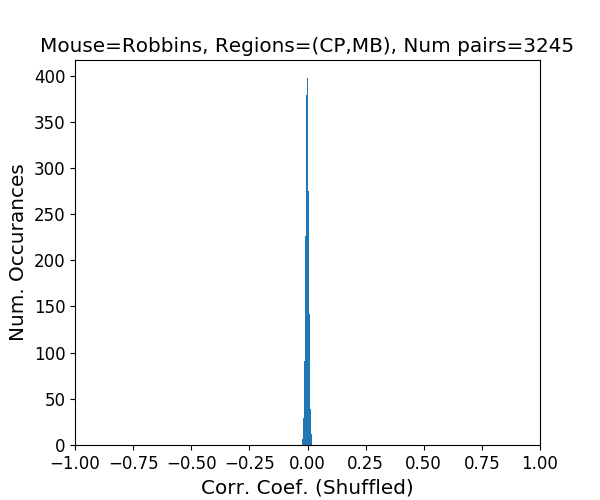 Mouse=Robbins, Regions=(CP,MB), Num pairs=3245
400
350
300
250
200
150
100
50
0
Num. Occurances
−1.00 −0.75 −0.50 −0.25 0.00 0.25 0.50 0.75 1.00
Corr. Coef. (Shuffled)